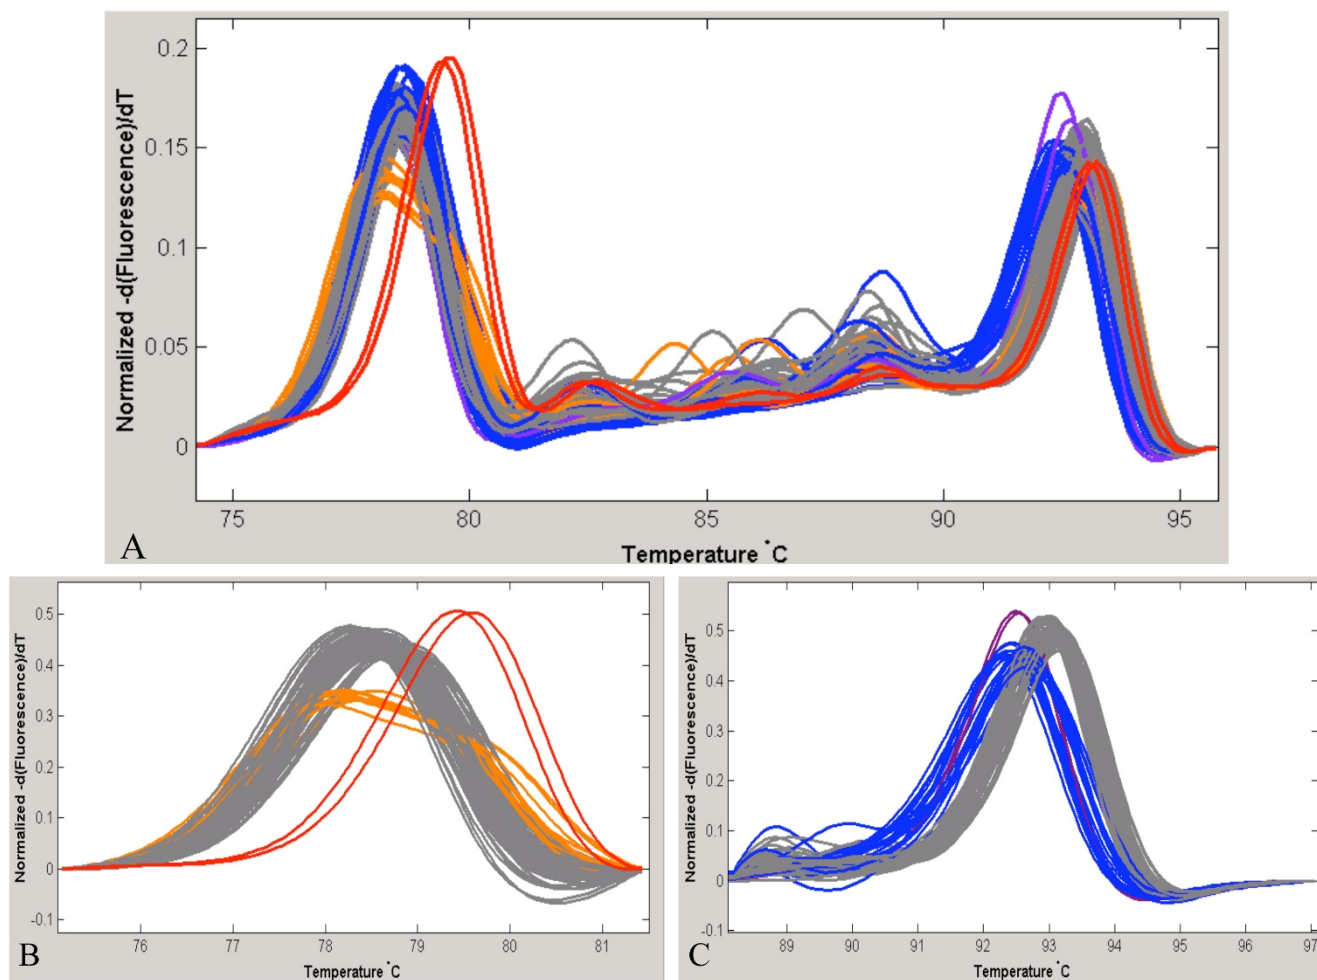 Normalized -d(Fluorescence)/dT
0.2
0.15
0.1
0.05
0
75 80 85 90 95
Temperature °C
A
Normalized -d(Fluorescence)/dT
0.5
0.4
0.3
0.2
0.1
0
-0.1
76 77 78 79 80 81
Temperature °C
B
Normalized -d(Fluorescence)/dT
0.5
0.4
0.3
0.2
0.1
0
-0.1
89 90 91 92 93 94 95 96 97
Temperature °C
C